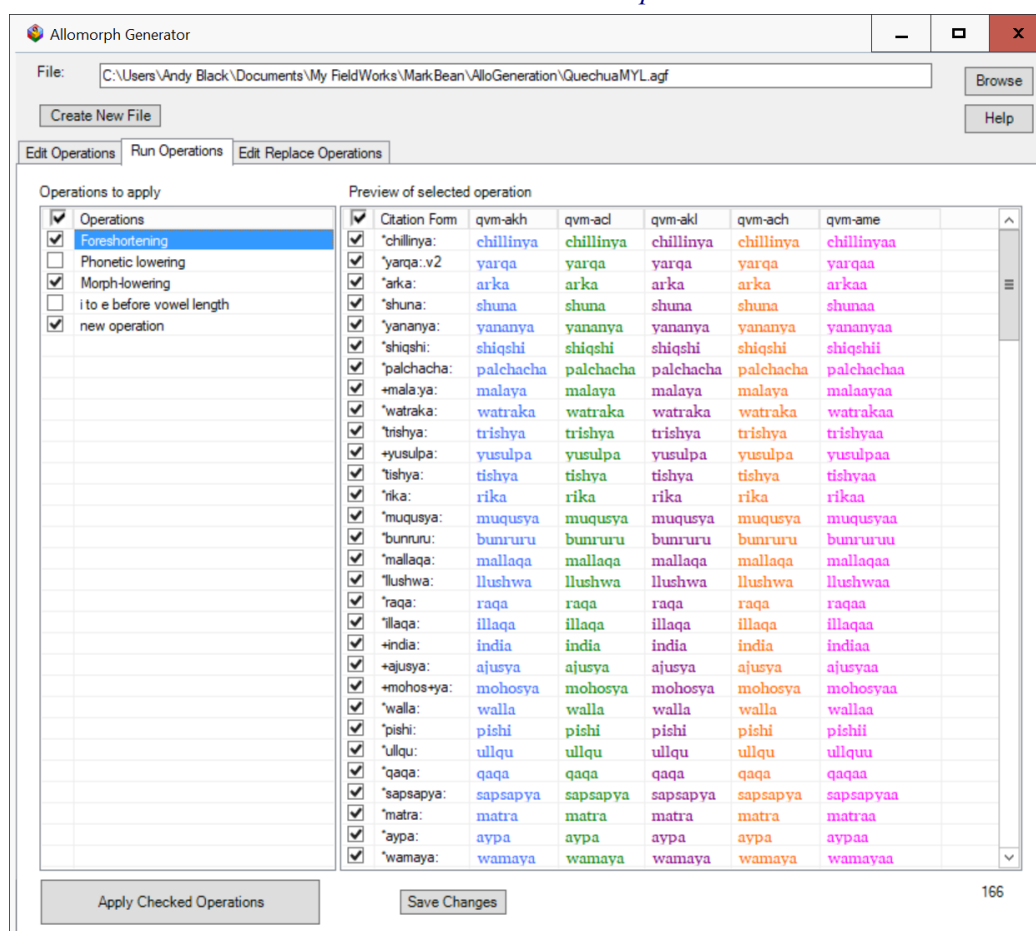 Allomorph Generator
File: C:\Users\Andy Black\Documents\My FieldWorks\MarkBean\AlloGeneration\QuechuaMYL.agf Browse
Create New File Help
Edit Operations Run Operations Edit Replace Operations
Operations to apply Preview of selected operation
Operations Citation Form qvm-akh qvm-acl qvm-akl qvm-ach qvm-ame
Foreshortening *chillinya: chillinya chillinya chillinya chillinya chillinyaa
Phonetic lowering *yarqa:.v2 yarqa yarqa yarqa yarqa yarqaa
Morph-lowering *arka: arka arka arka arka arkaa
i to e before vowel length *shuna: shuna shuna shuna shuna shunaa
new operation *yananya: yananya yananya yananya yananya yananyaa
*shiqshi: shiqshi shiqshi shiqshi shiqshi shiqshii
*palchacha: palchacha palchacha palchacha palchacha palchachaa
+mala:ya: malaya malaya malaya malaya malaayaa
*watraka: watraka watraka watraka watraka watrakaa
*trishya: trishya trishya trishya trishya trishyaa
+yusulpa: yusulpa yusulpa yusulpa yusulpa yusulpaa
*tishya: tishya tishya tishya tishya tishyaa
*rika: rika rika rika rika rikaa
*muqusya: muqusya muqusya muqusya muqusya muqusyaa
*bunruru: bunruru bunruru bunruru bunruru bunruruu
*mallaqa: mallaqa mallaqa mallaqa mallaqa mallaqaa
*llushwa: llushwa llushwa llushwa llushwa llushwaa
*raqa: raqa raqa raqa raqa raqaa
*illaqa: illaqa illaqa illaqa illaqa illaqaa
+india: india india india india indiaa
+ajusya: ajusya ajusya ajusya ajusya ajusyaa
+mohos+ya: mohosya mohosya mohosya mohosya mohosyaa
*walla: walla walla walla walla wallaa
*pishi: pishi pishi pishi pishi pishii
*ullqu: ullqu ullqu ullqu ullqu ullquu
*qaqa: qaqa qaqa qaqa qaqa qaqaa
*sapsapya: sapsapya sapsapya sapsapya sapsapya sapsapyaa
*matra: matra matra matra matra matraa
*aypa: aypa aypa aypa aypa aypaa
*wamaya: wamaya wamaya wamaya wamaya wamayaa
Apply Checked Operations Save Changes 166